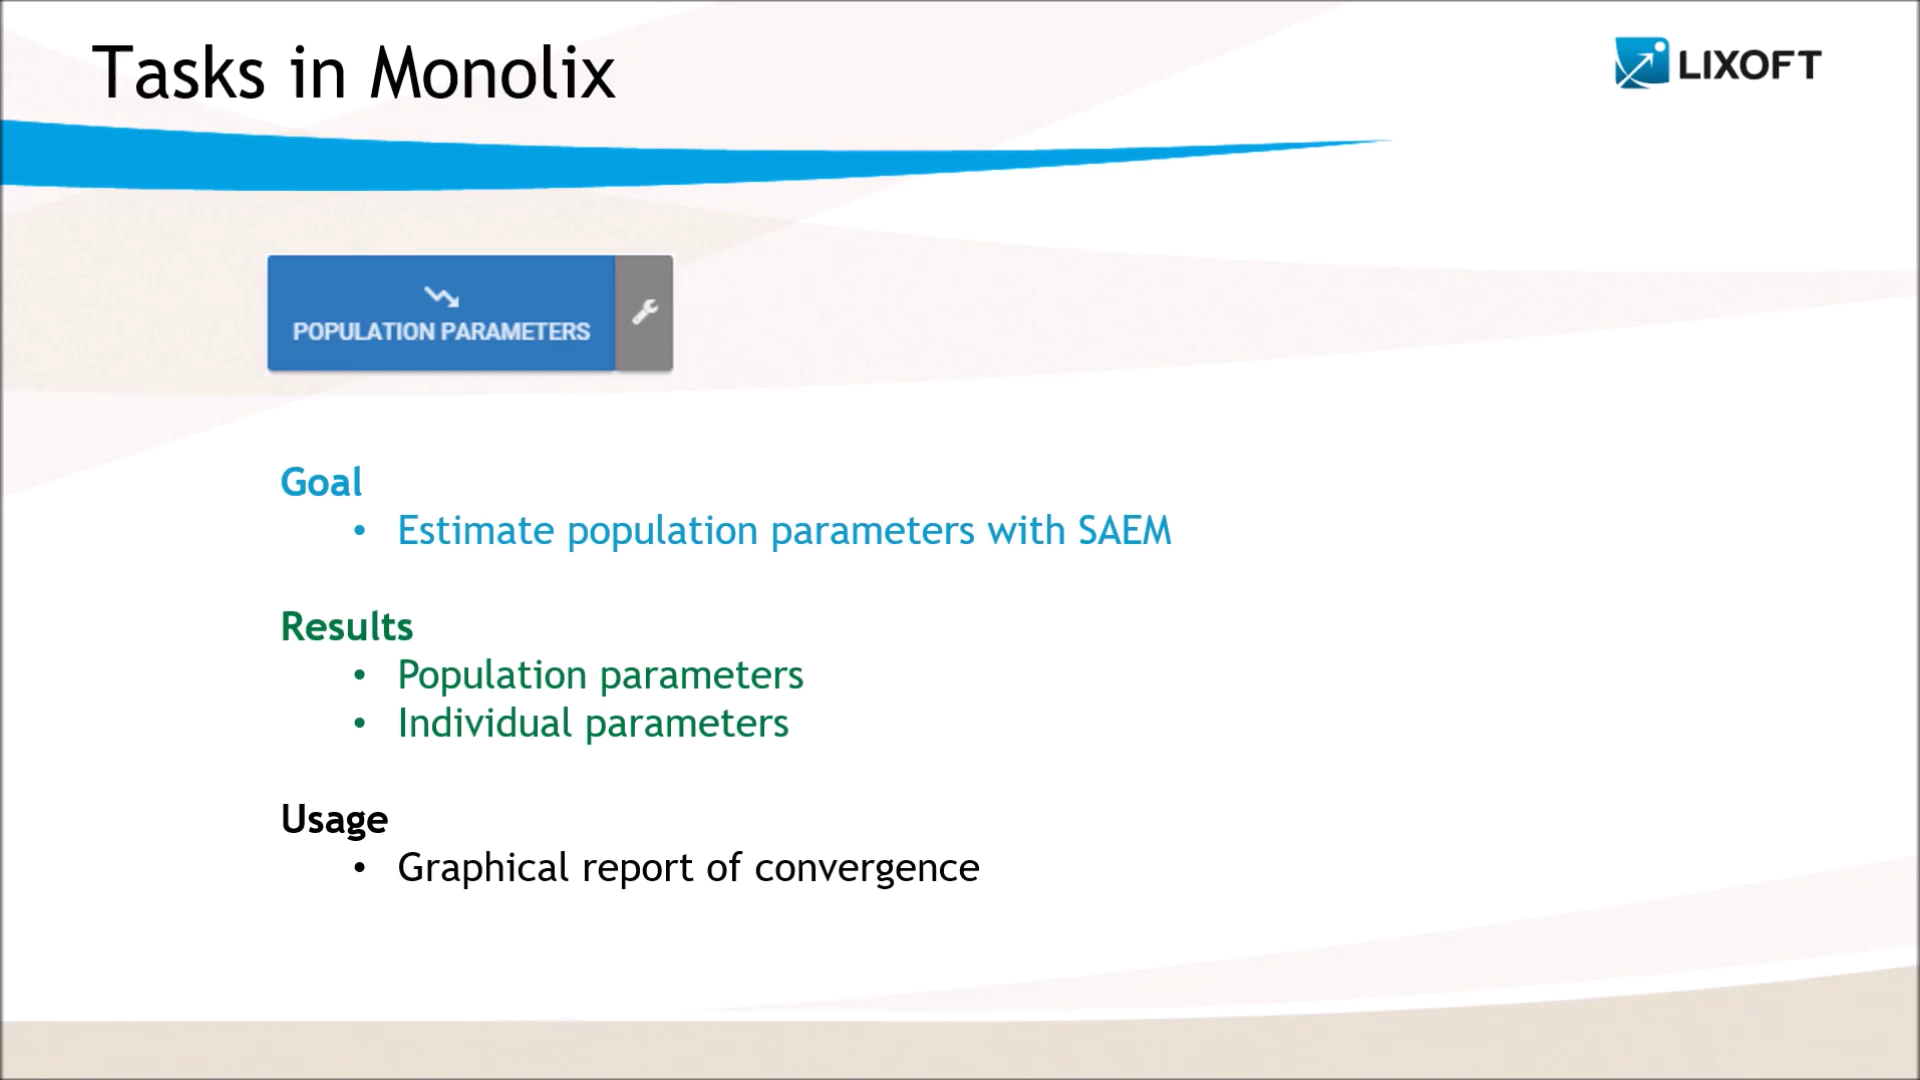 Tasks in Monolix
LIXOFT
POPULATION PARAMETERS
Goal
• Estimate population parameters with SAEM
Results
• Population parameters
• Individual parameters
Usage
• Graphical report of convergence